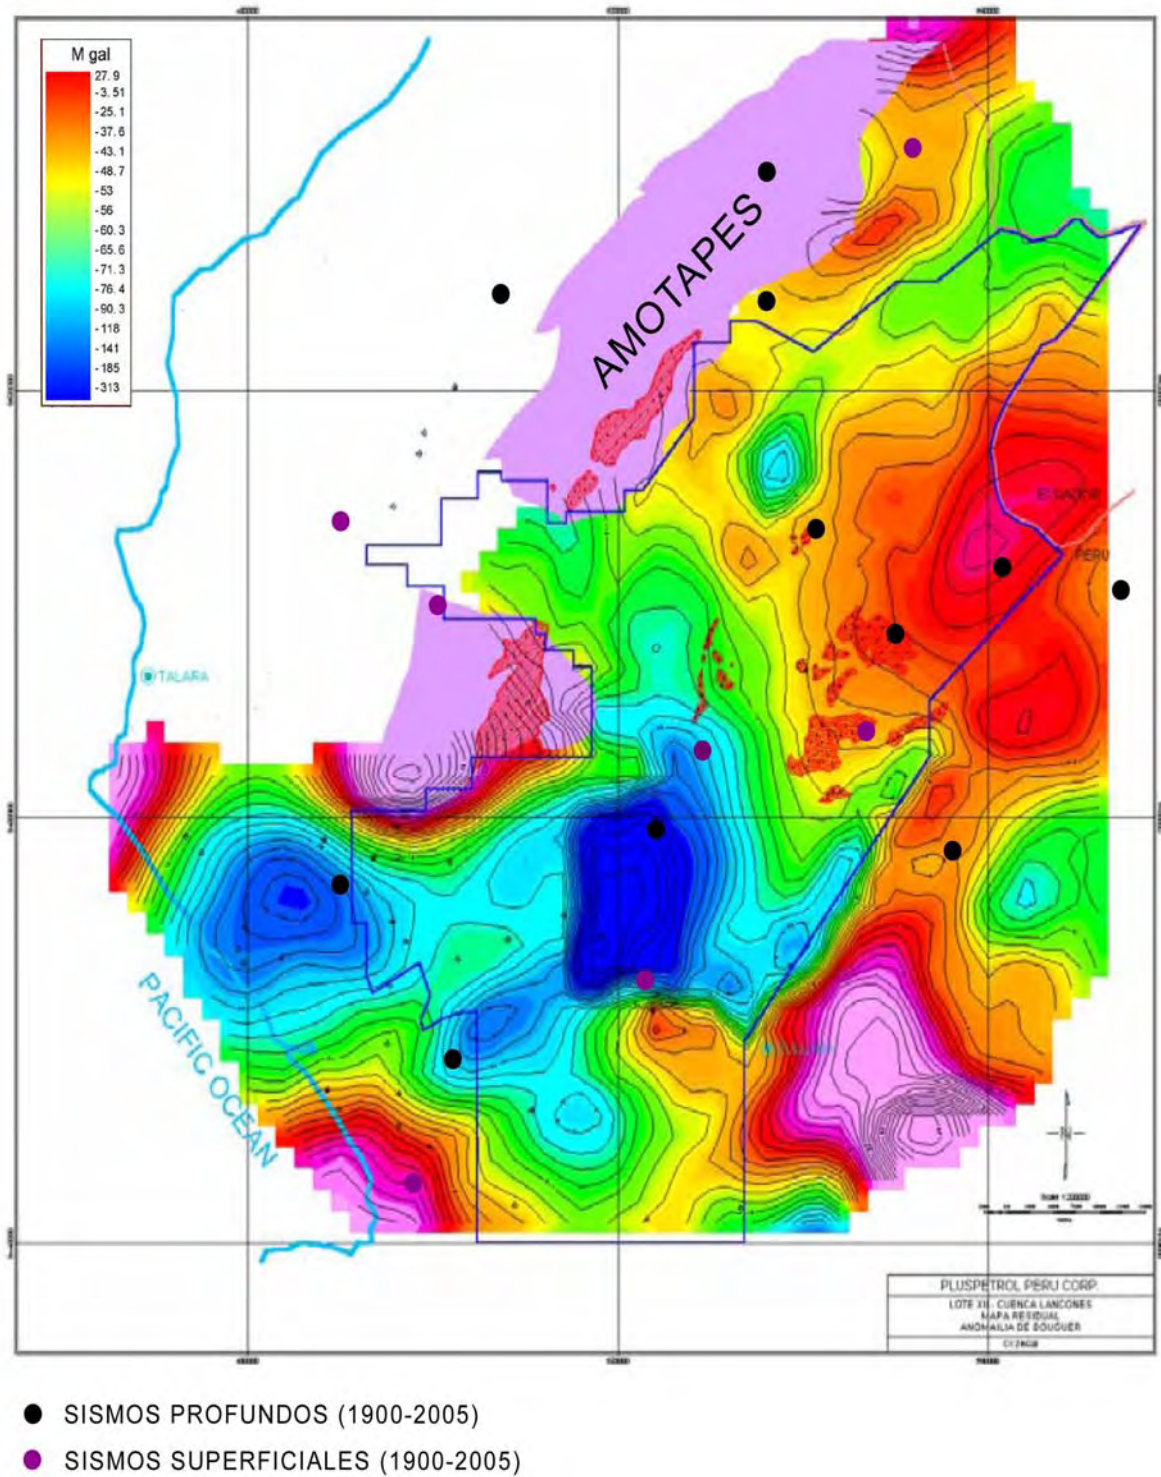 M gal
27.9
-3.51
-25.1
-37.6
-43.1
-48.7
-53
-56
-60.3
-65.6
-71.3
-76.4
-90.3
-118
-141
-185
-313
AMOTAPES
ECUADOR
PERU
TALARA
PACIFIC OCEAN
N
PLUSPETROL PERU CORP.
CUENCA LANCONES
MAPA RESIDUAL
ANOMALIA DE BOUGUER
SISMOS PROFUNDOS (1900-2005)
SISMOS SUPERFICIALES (1900-2005)